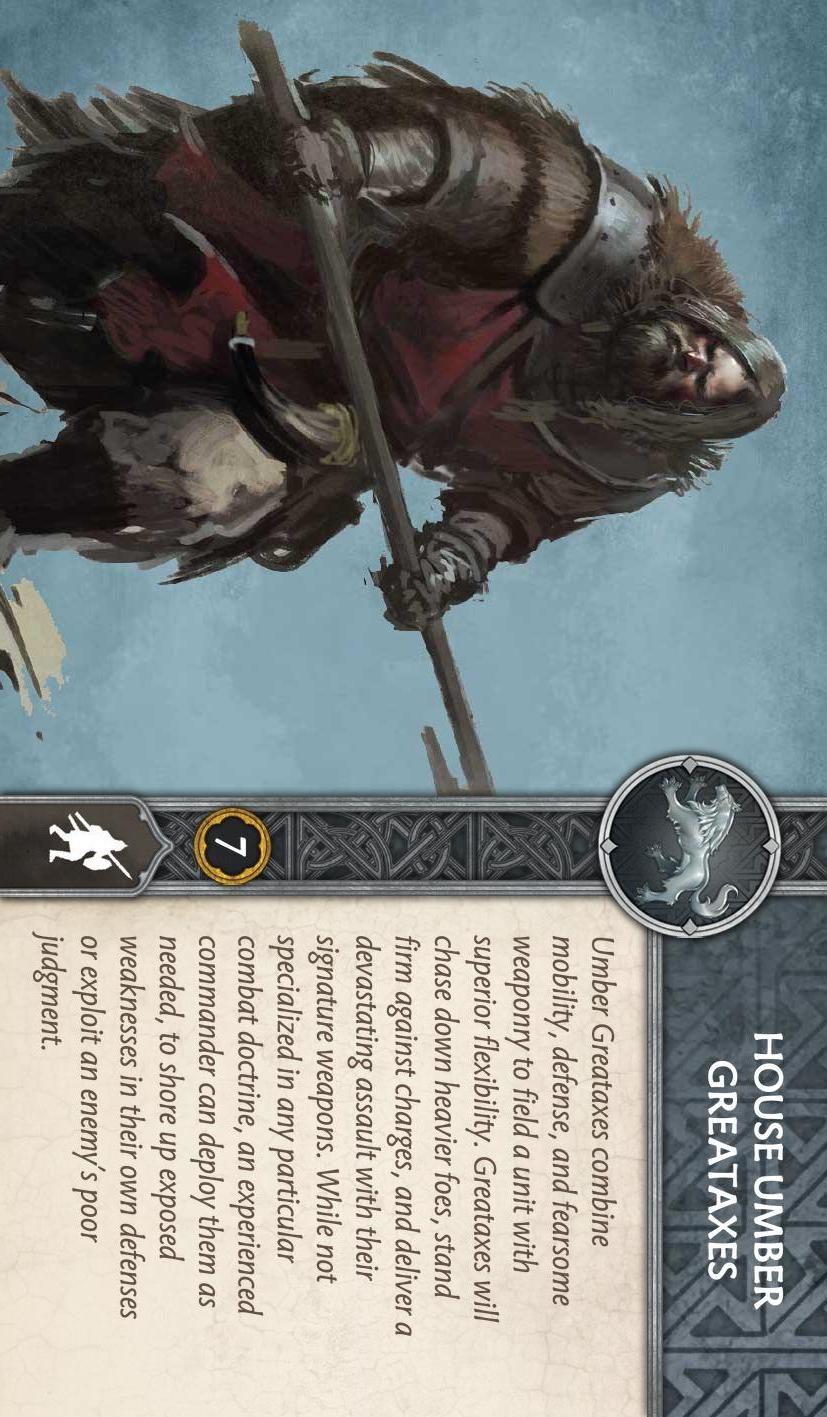 HOUSE UMBER
GREATAXES
7
Umber Greataxes combine
mobility, defense, and fearsome
weaponry to field a unit with
superior flexibility. Greataxes will
chase down heavier foes, stand
firm against charges, and deliver a
devastating assault with their
signature weapons. While not
specialized in any particular
combat doctrine, an experienced
commander can deploy them as
needed, to shore up exposed
weaknesses in their own defenses
or exploit an enemy's poor
judgment.